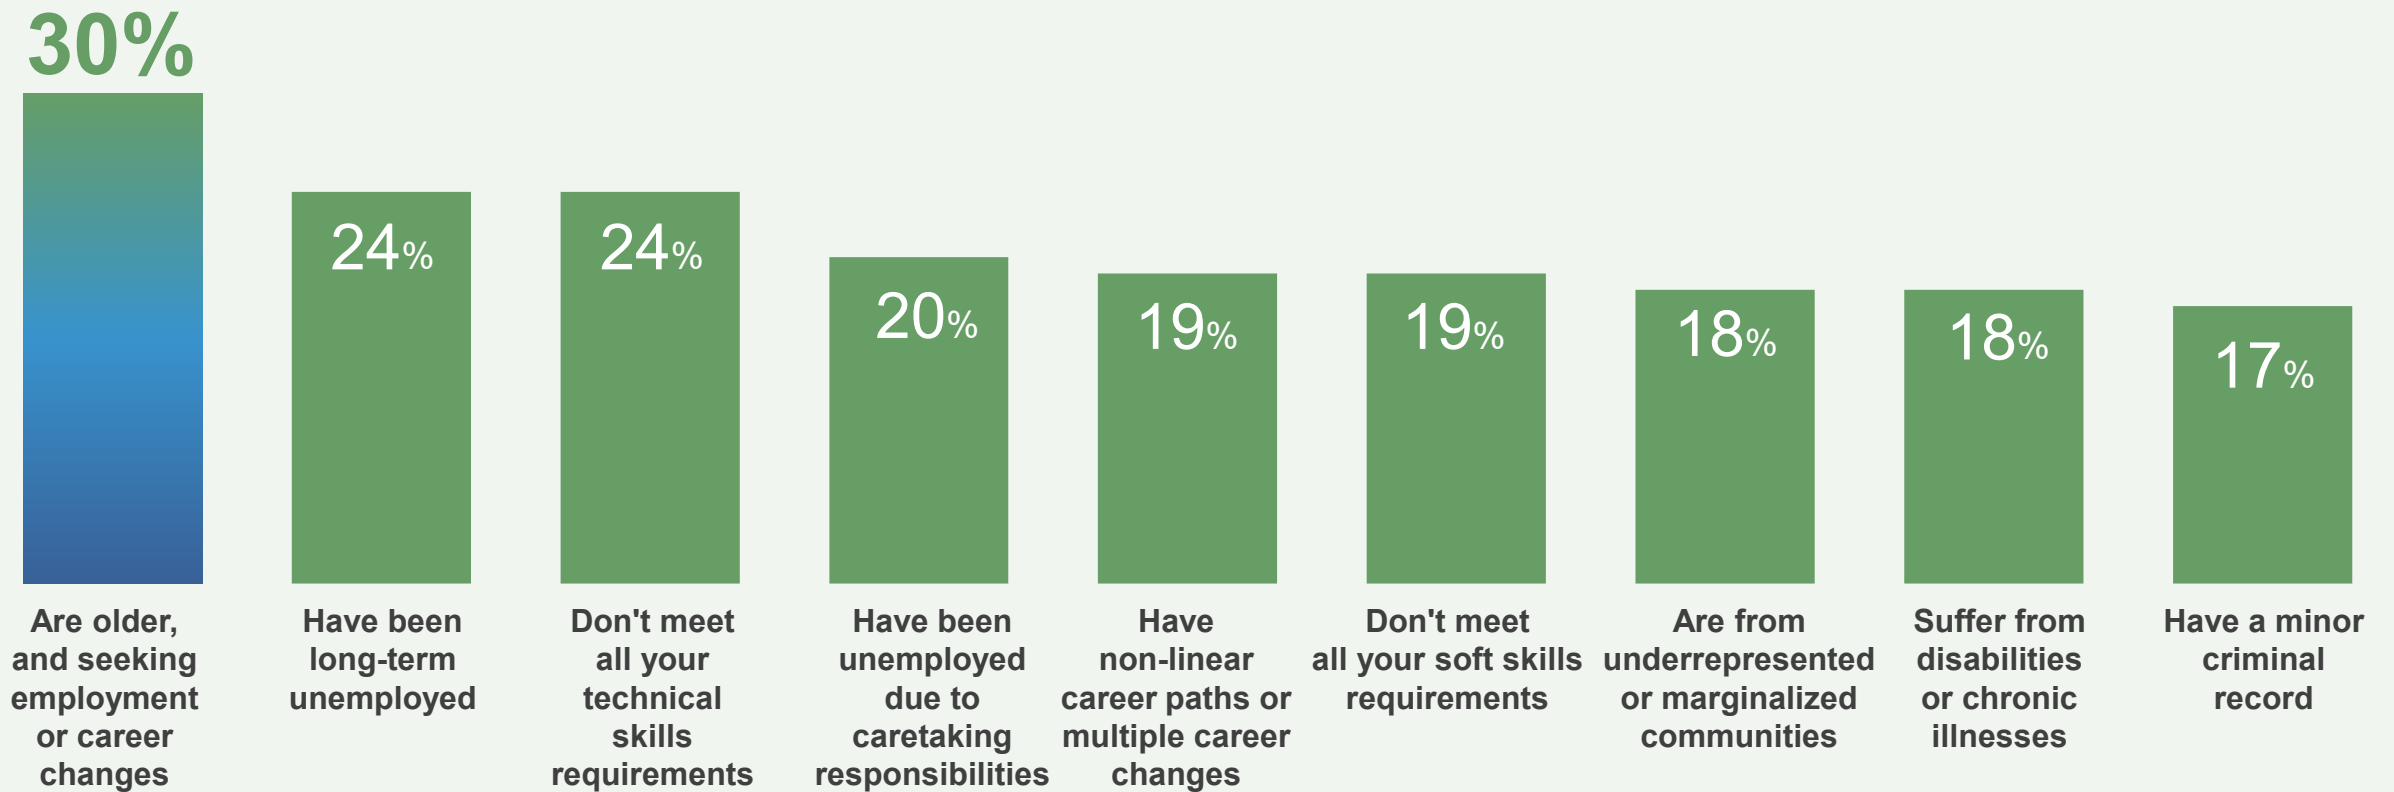 30%
24%
24%
20%
19%
19%
18%
18%
17%
Are older,
and seeking
employment
or career
changes
Have been
long-term
unemployed
Don't meet
all your
technical
skills
requirements
Have been
unemployed
due to
caretaking
responsibilities
Have
non-linear
career paths or
multiple career
changes
Don't meet
all your soft skills
requirements
Are from
underrepresented
or marginalized
communities
Suffer from
disabilities
or chronic
illnesses
Have a minor
criminal
record